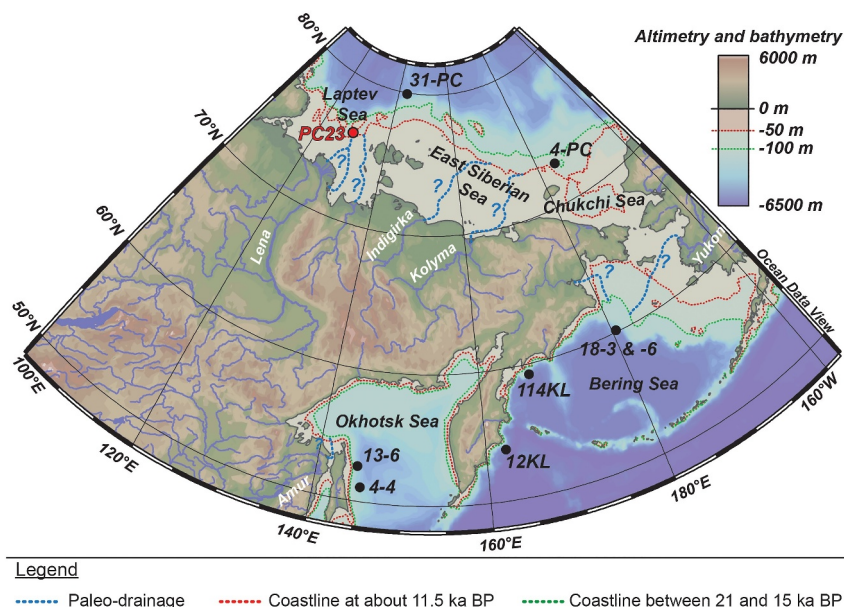 80°N
Altimetry and bathymetry
6000 m
0 m
-50 m
-100 m
-6500 m
31-PC
Laptev
Sea
PC23
70°N
4-PC
East Siberian
Sea
Chukchi Sea
?
?
?
?
?
?
Indigirka
Kolyma
Lena
Yukon
60°N
Ocean Data View
50°N
18-3 & -6
Bering Sea
114KL
100°E
Okhotsk Sea
160°W
12KL
13-6
4-4
Amur
120°E
180°E
140°E
160°E
Legend
Paleo-drainage
Coastline at about 11.5 ka BP
Coastline between 21 and 15 ka BP